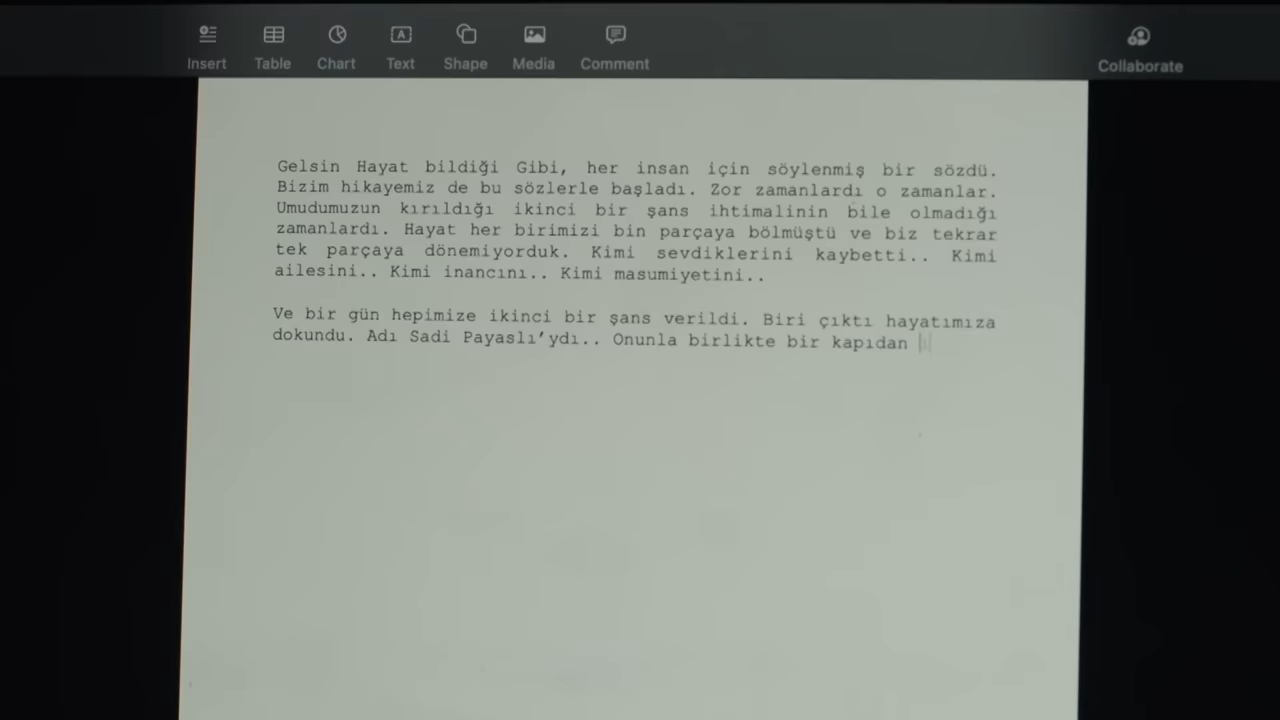 Insert Table Chart Text Shape Media Comment Collaborate
Gelsin Hayat bildiği Gibi, her insan için söylenmiş bir sözdü.
Bizim hikayemiz de bu sözlerle başladı. Zor zamanlardı o zamanlar.
Umudumuzun kırıldığı ikinci bir şans ihtimalinin bile olmadığı
zamanlardı. Hayat her birimizi bin parçaya bölmüştü ve biz tekrar
tek parçaya dönemiyorduk. Kimi sevdiklerini kaybetti.. Kimi
ailesini.. Kimi inancını.. Kimi masumiyetini..
Ve bir gün hepimize ikinci bir şans verildi. Biri çıktı hayatımıza
dokundu. Adı Sadi Payaslı’ydı.. Onunla birlikte bir kapıdan